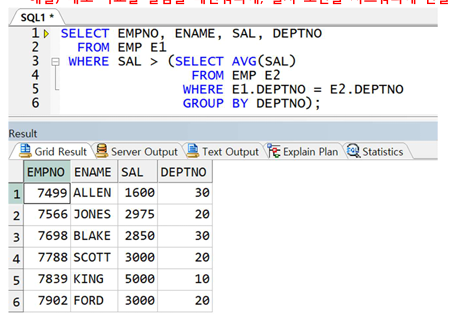 SQL1 *
1 SELECT EMPNO, ENAME, SAL, DEPTNO
2 FROM EMP E1
3 WHERE SAL > (SELECT AVG(SAL)
4 FROM EMP E2
5 WHERE E1.DEPTNO = E2.DEPTNO
6 GROUP BY DEPTNO);
Result
Grid Result Server Output Text Output Explain Plan Statistics
EMPNO ENAME SAL DEPTNO
1 7499 ALLEN 1600 30
2 7566 JONES 2975 20
3 7698 BLAKE 2850 30
4 7788 SCOTT 3000 20
5 7839 KING 5000 10
6 7902 FORD 3000 20